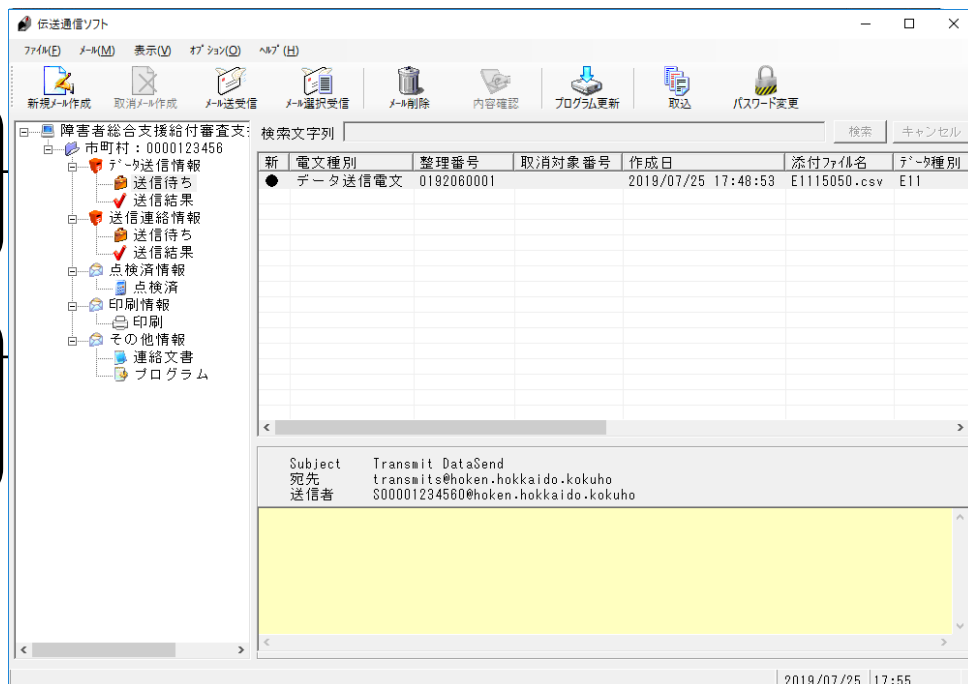 伝送通信ソフト
ﾌｧｲﾙ(F) ﾒｰﾙ(M) 表示(V) ｵﾌﾟｼｮﾝ(O) ﾍﾙﾌﾟ(H)
新規ﾒｰﾙ作成 取消ﾒｰﾙ作成 ﾒｰﾙ送受信 ﾒｰﾙ選択受信 ﾒｰﾙ削除 内容確認 ﾌﾟﾛｸﾞﾗﾑ更新 取込 ﾊﾟｽﾜｰﾄﾞ変更
障害者総合支援給付審査支
市町村：0000123456
ﾃﾞｰﾀ送信情報
送信待ち
送信結果
送信連絡情報
送信待ち
送信結果
点検済情報
点検済
印刷情報
印刷
その他情報
連絡文書
プログラム
検索文字列 検索 キャンセル
新 電文種別 整理番号 取消対象番号 作成日 添付ﾌｧｲﾙ名 ﾃﾞｰﾀ種別
● データ送信電文 0192060001 2019/07/25 17:48:53 E1115050.csv E11
Subject Transmit DataSend
宛先 transmits@hoken.hokkaido.kokuho
送信者 S00001234560@hoken.hokkaido.kokuho
2019/07/25 17:55